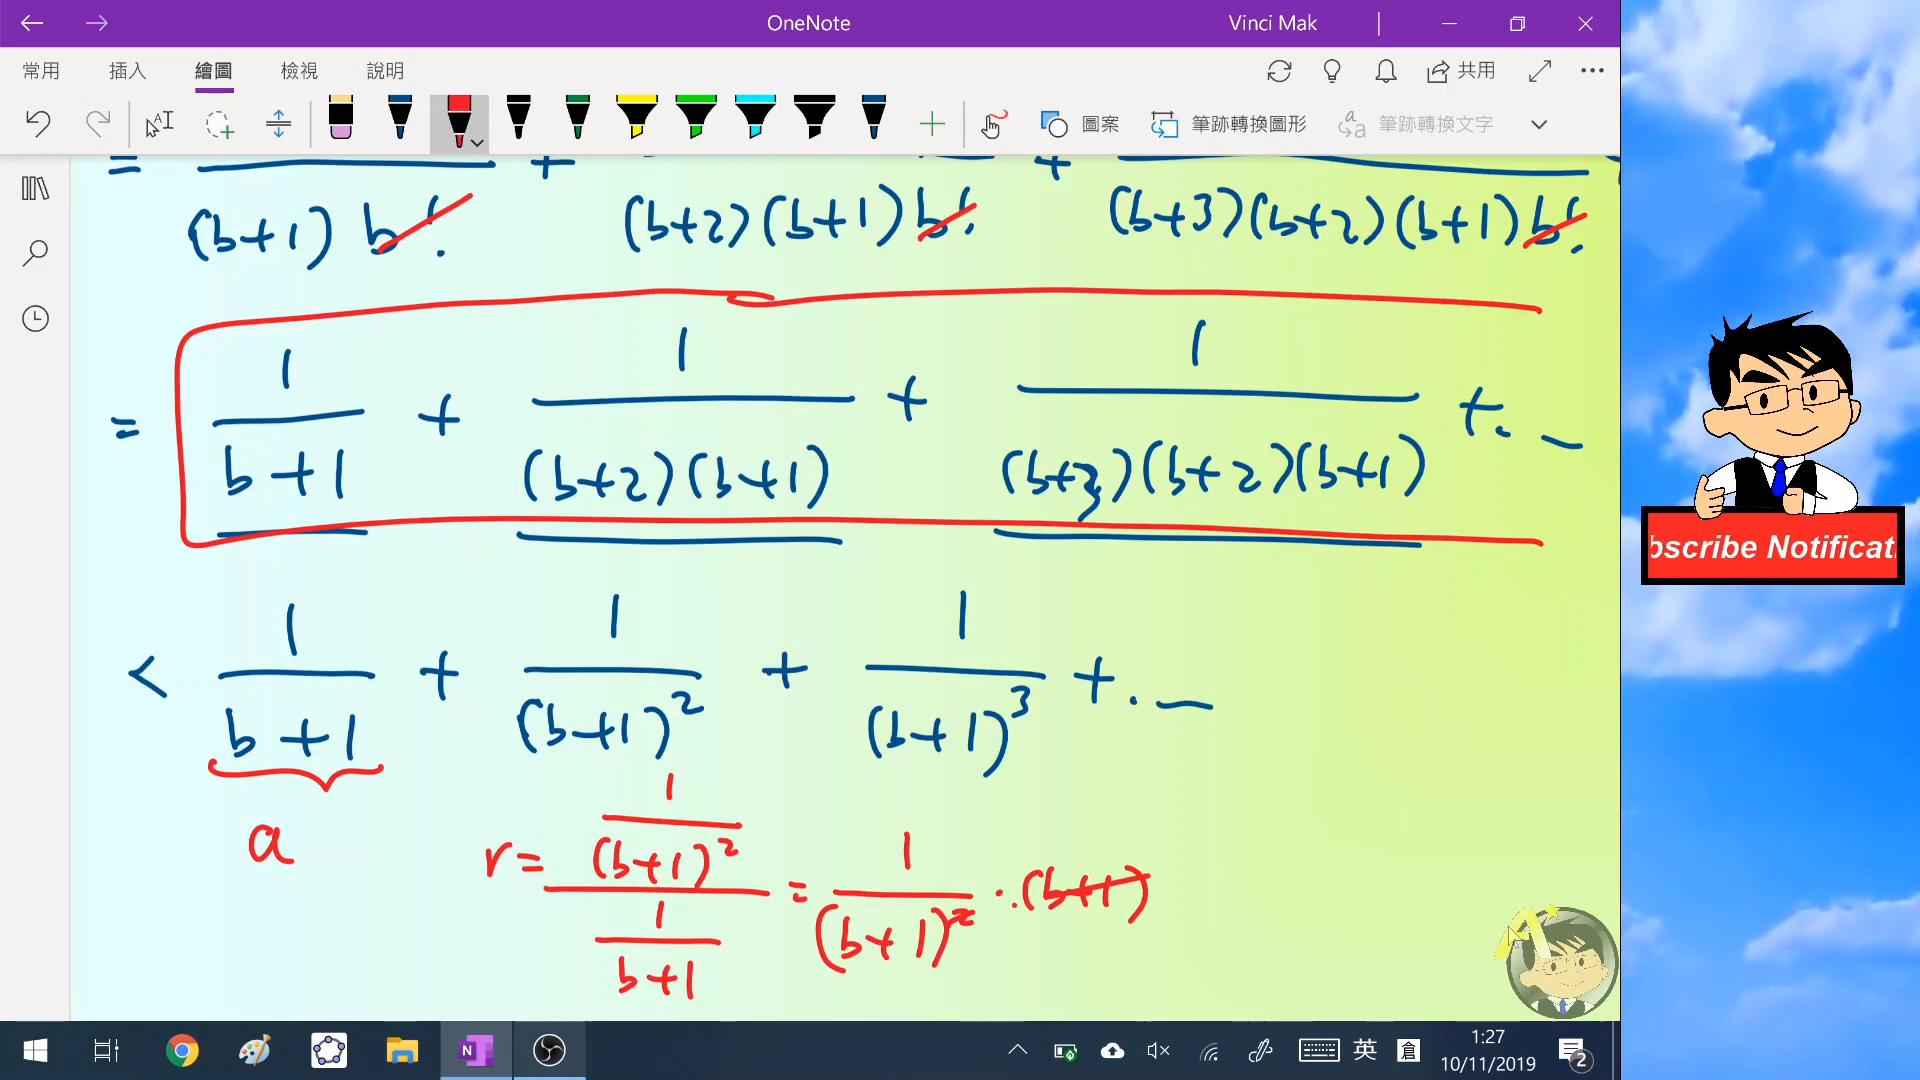 OneNote
Vinci Mak
常用 插入 繪圖 檢視 說明
共用
圖案 筆跡轉換圖形 筆跡轉換文字
= (b+1) b! + (b+2)(b+1)b! + (b+3)(b+2)(b+1)b!
= 1/(b+1) + 1/((b+2)(b+1)) + 1/((b+3)(b+2)(b+1)) + . _
< 1/(b+1) + 1/(b+1)^2 + 1/(b+1)^3 + . _
a
r = (1/(b+1)^2)/(1/(b+1)) = 1/(b+1)^2 · (b+1)
bscribe Notificat
英 倉
1:27
10/11/2019
2